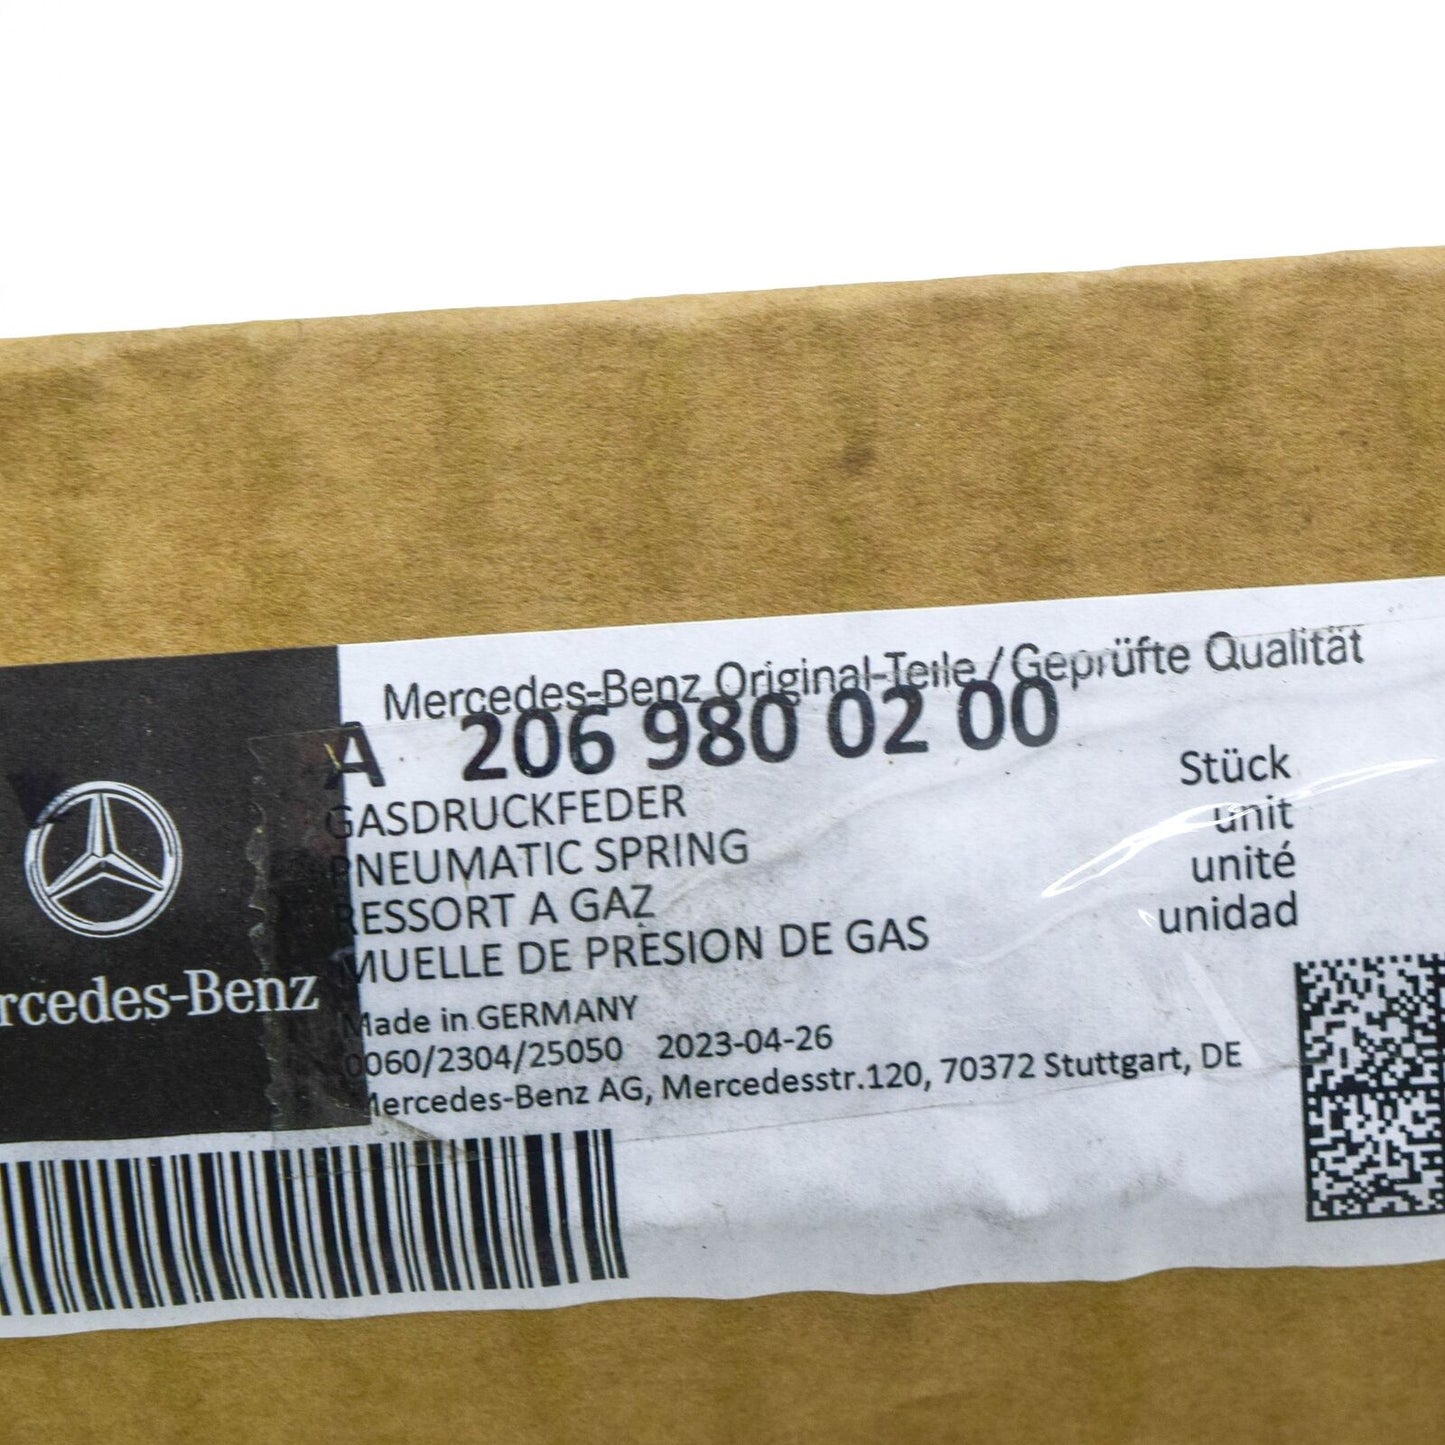 Mercedes-Benz Original-Teile / Geprüfte Qualität
A 206 980 02 00
GASDRUCKFEDER
PNEUMATIC SPRING
RESSORT A GAZ
MUELLE DE PRESION DE GAS
Stück
unit
unité
unidad
Made in GERMANY
0060/2304/25050 2023-04-26
Mercedes-Benz AG, Mercedesstr.120, 70372 Stuttgart, DE
rcedes-Benz